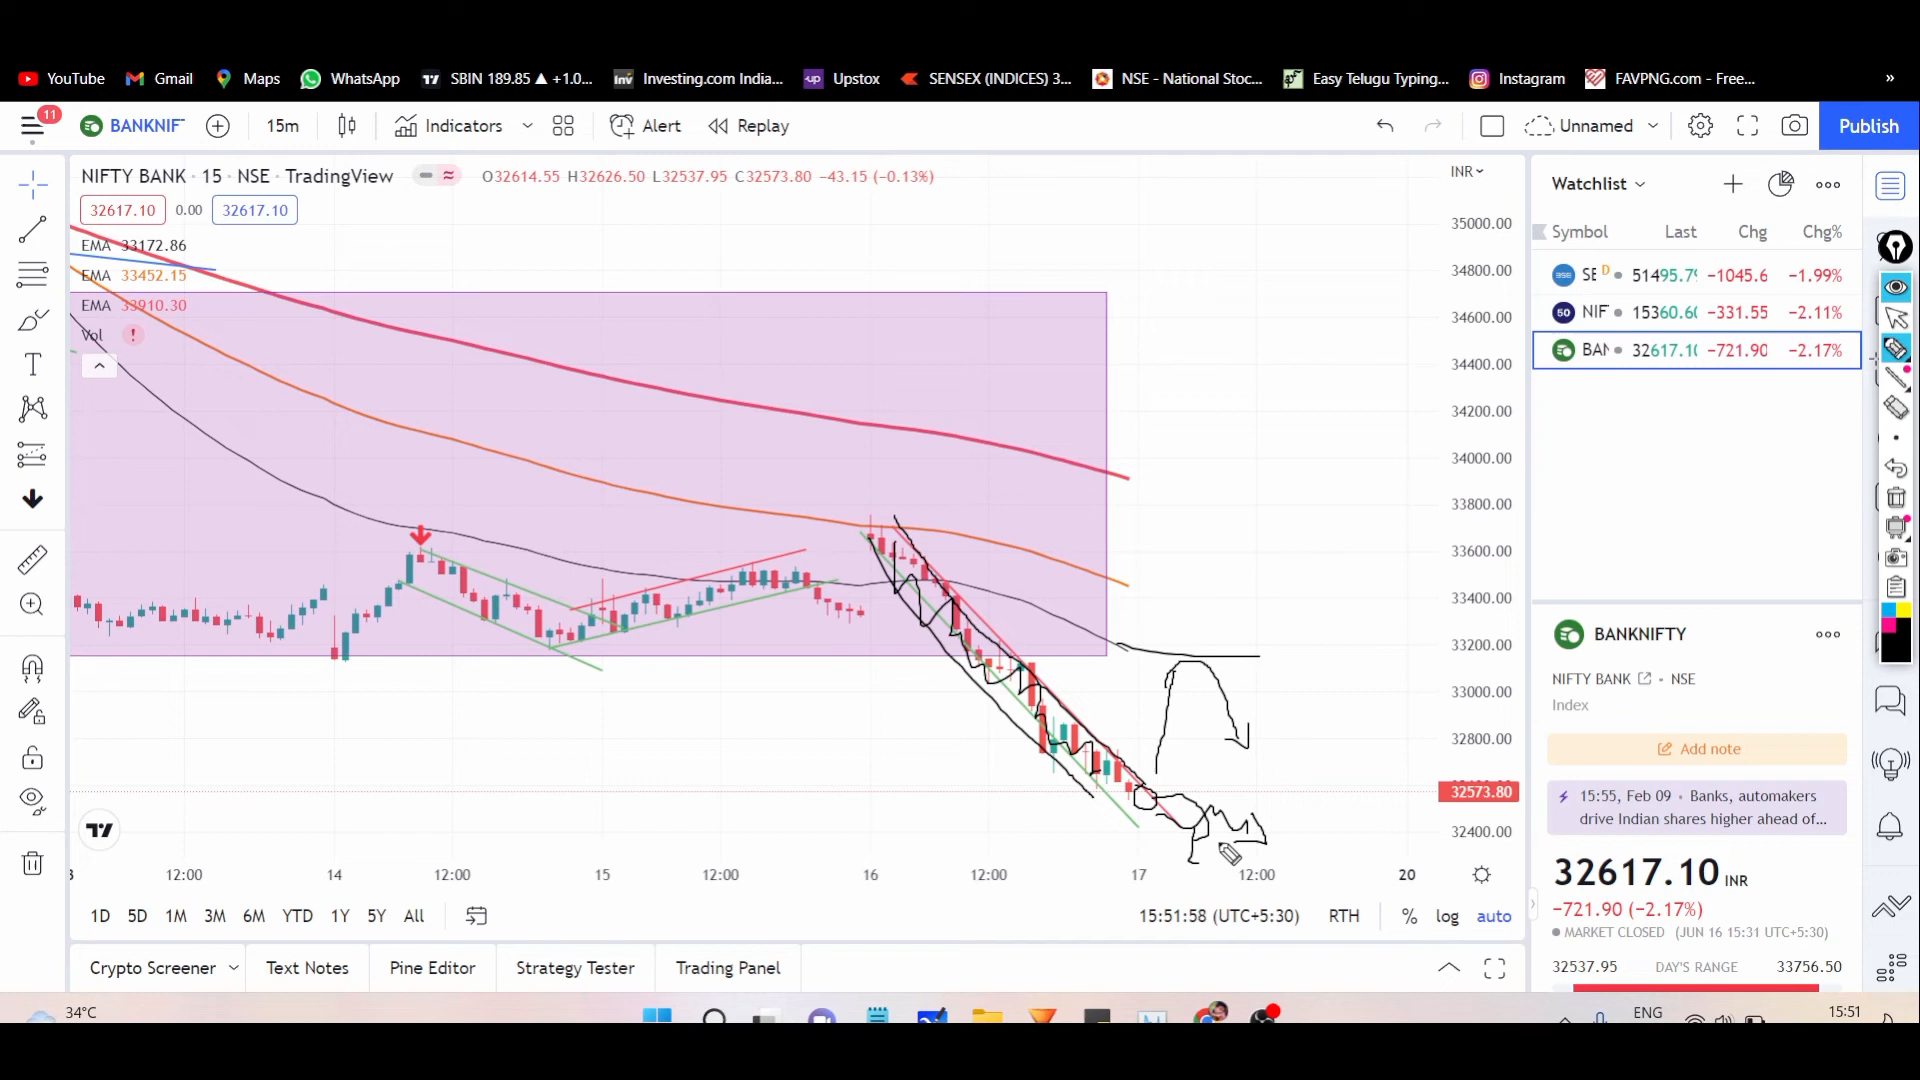 YouTube Gmail Maps WhatsApp SBIN 189.85 ▲ +1.0... Investing.com India... Upstox SENSEX (INDICES) 3... NSE - National Stoc... Easy Telugu Typing... Instagram FAVPNG.com - Free... »
11 BANKNIF 15m Indicators Alert Replay Unnamed Publish
NIFTY BANK · 15 · NSE · TradingView O32614.55 H32626.50 L32537.95 C32573.80 −43.15 (−0.13%)
INR
32617.10 0.00 32617.10
EMA 33172.86
EMA 33452.15
EMA 33910.30
Vol !
35000.00
34800.00
34600.00
34400.00
34200.00
34000.00
33800.00
33600.00
33400.00
33200.00
33000.00
32800.00
32573.80
32400.00
12:00 14 12:00 15 12:00 16 12:00 17 12:00 20
1D 5D 1M 3M 6M YTD 1Y 5Y All 15:51:58 (UTC+5:30) RTH % log auto
Crypto Screener Text Notes Pine Editor Strategy Tester Trading Panel
Watchlist
Symbol Last Chg Chg%
SE D 51495.79 −1045.6 −1.99%
50 NIF 15360.60 −331.55 −2.11%
BAN 32617.10 −721.90 −2.17%
BANKNIFTY
NIFTY BANK · NSE
Index
Add note
15:55, Feb 09 · Banks, automakers
drive Indian shares higher ahead of...
32617.10 INR
−721.90 (−2.17%)
MARKET CLOSED (JUN 16 15:31 UTC+5:30)
32537.95 DAY'S RANGE 33756.50
34°C ENG 15:51